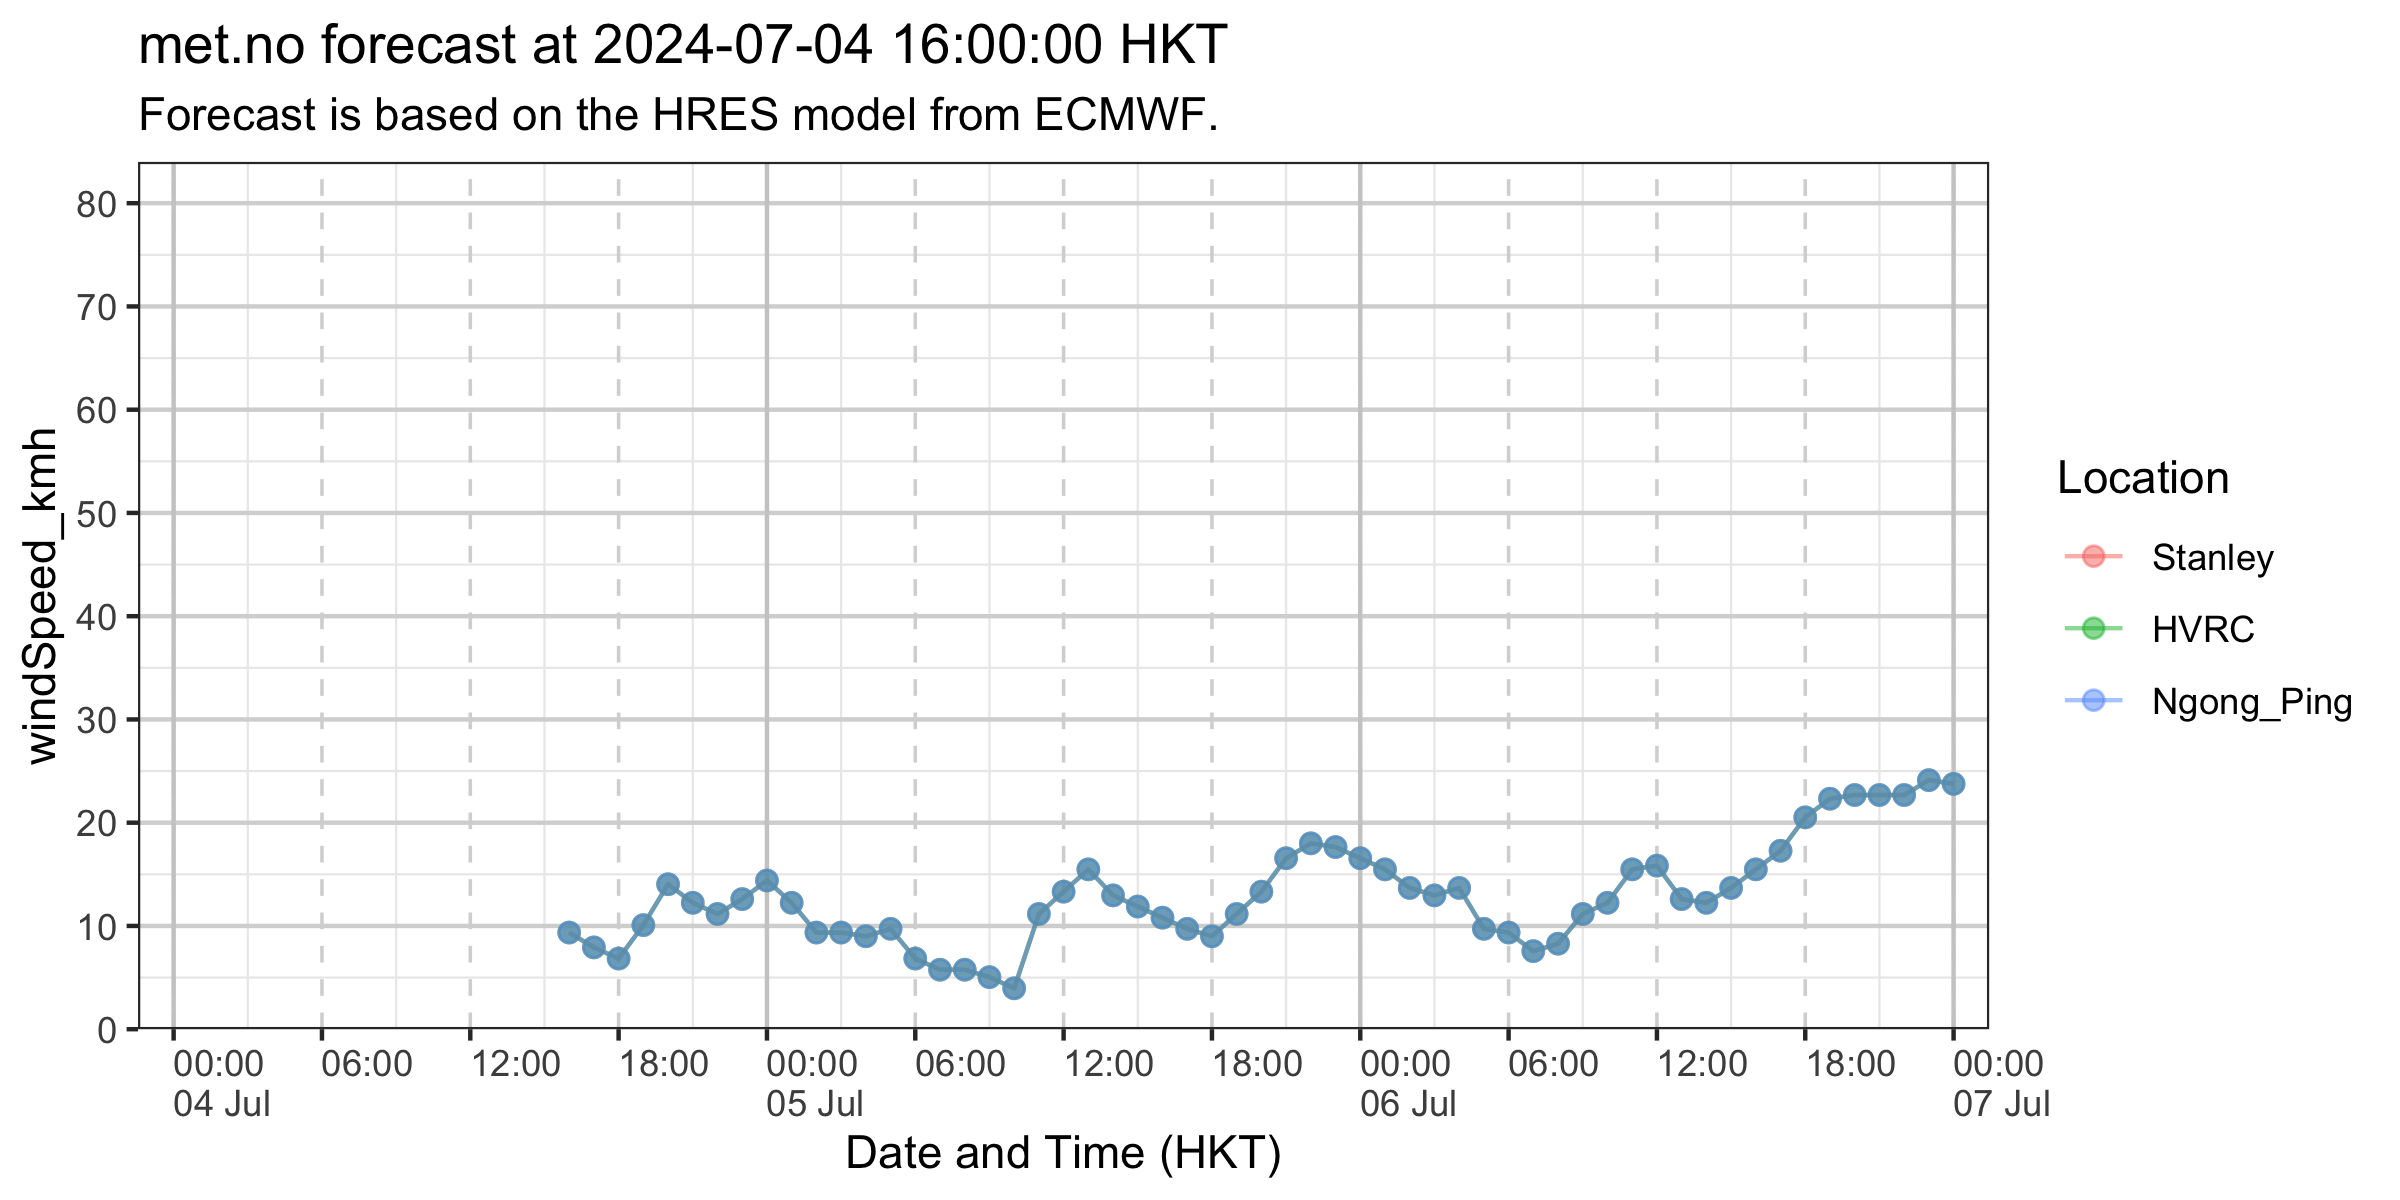 met.no forecast at 2024-07-04 16:00:00 HKT
Forecast is based on the HRES model from ECMWF.
windSpeed_kmh
80
70
60
50
40
30
20
10
0
00:00 06:00 12:00 18:00 00:00 06:00 12:00 18:00 00:00 06:00 12:00 18:00 00:00
04 Jul 05 Jul 06 Jul 07 Jul
Date and Time (HKT)
Location
Stanley
HVRC
Ngong_Ping